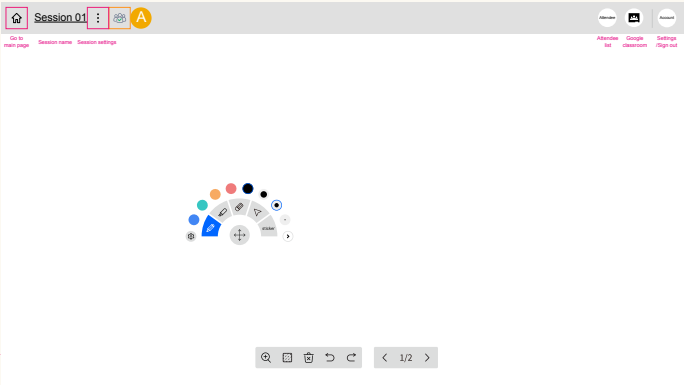 Session 01
A
Attendee
Account
Go to
main page
Session name
Session settings
Attendee
list
Google
classroom
Settings
/Sign out
sticker
1/2